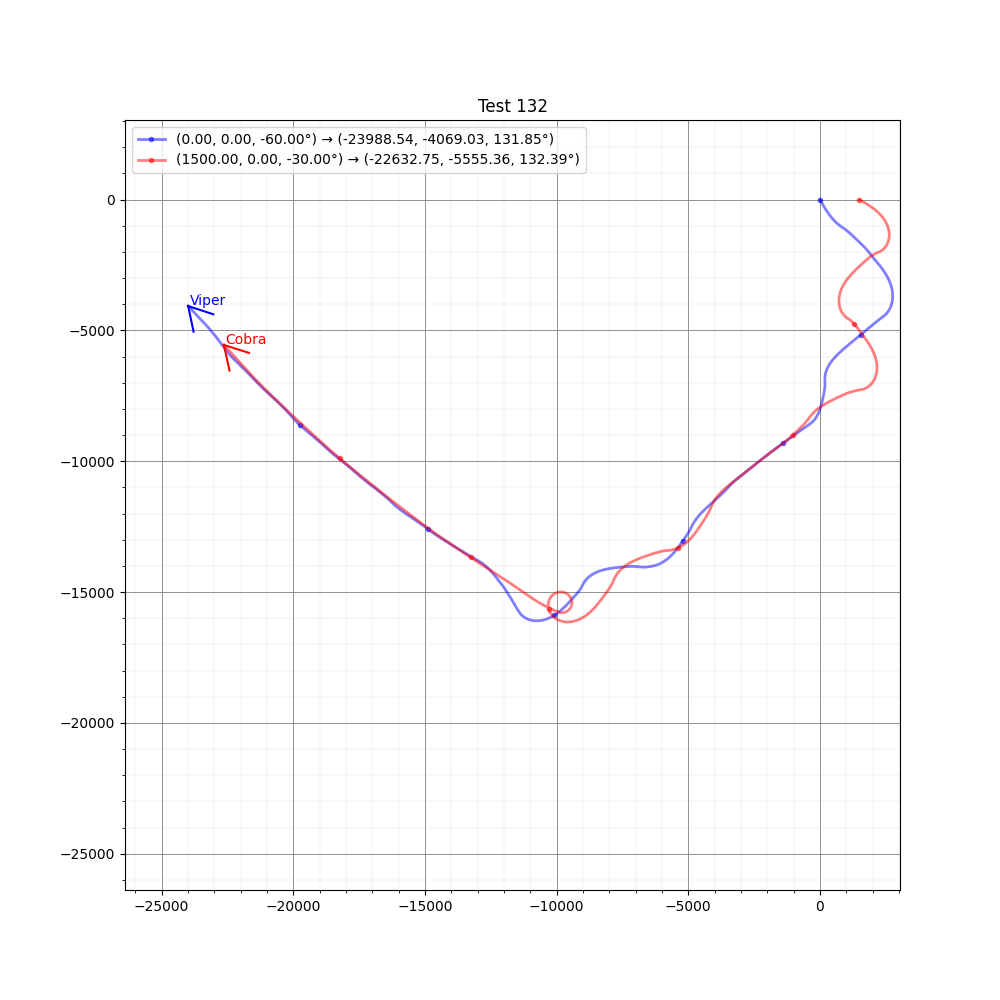 Test 132
(0.00, 0.00, -60.00°) → (-23988.54, -4069.03, 131.85°)
(1500.00, 0.00, -30.00°) → (-22632.75, -5555.36, 132.39°)
0
Viper
−5000
Cobra
−10000
−15000
−20000
−25000
−25000 −20000 −15000 −10000 −5000 0